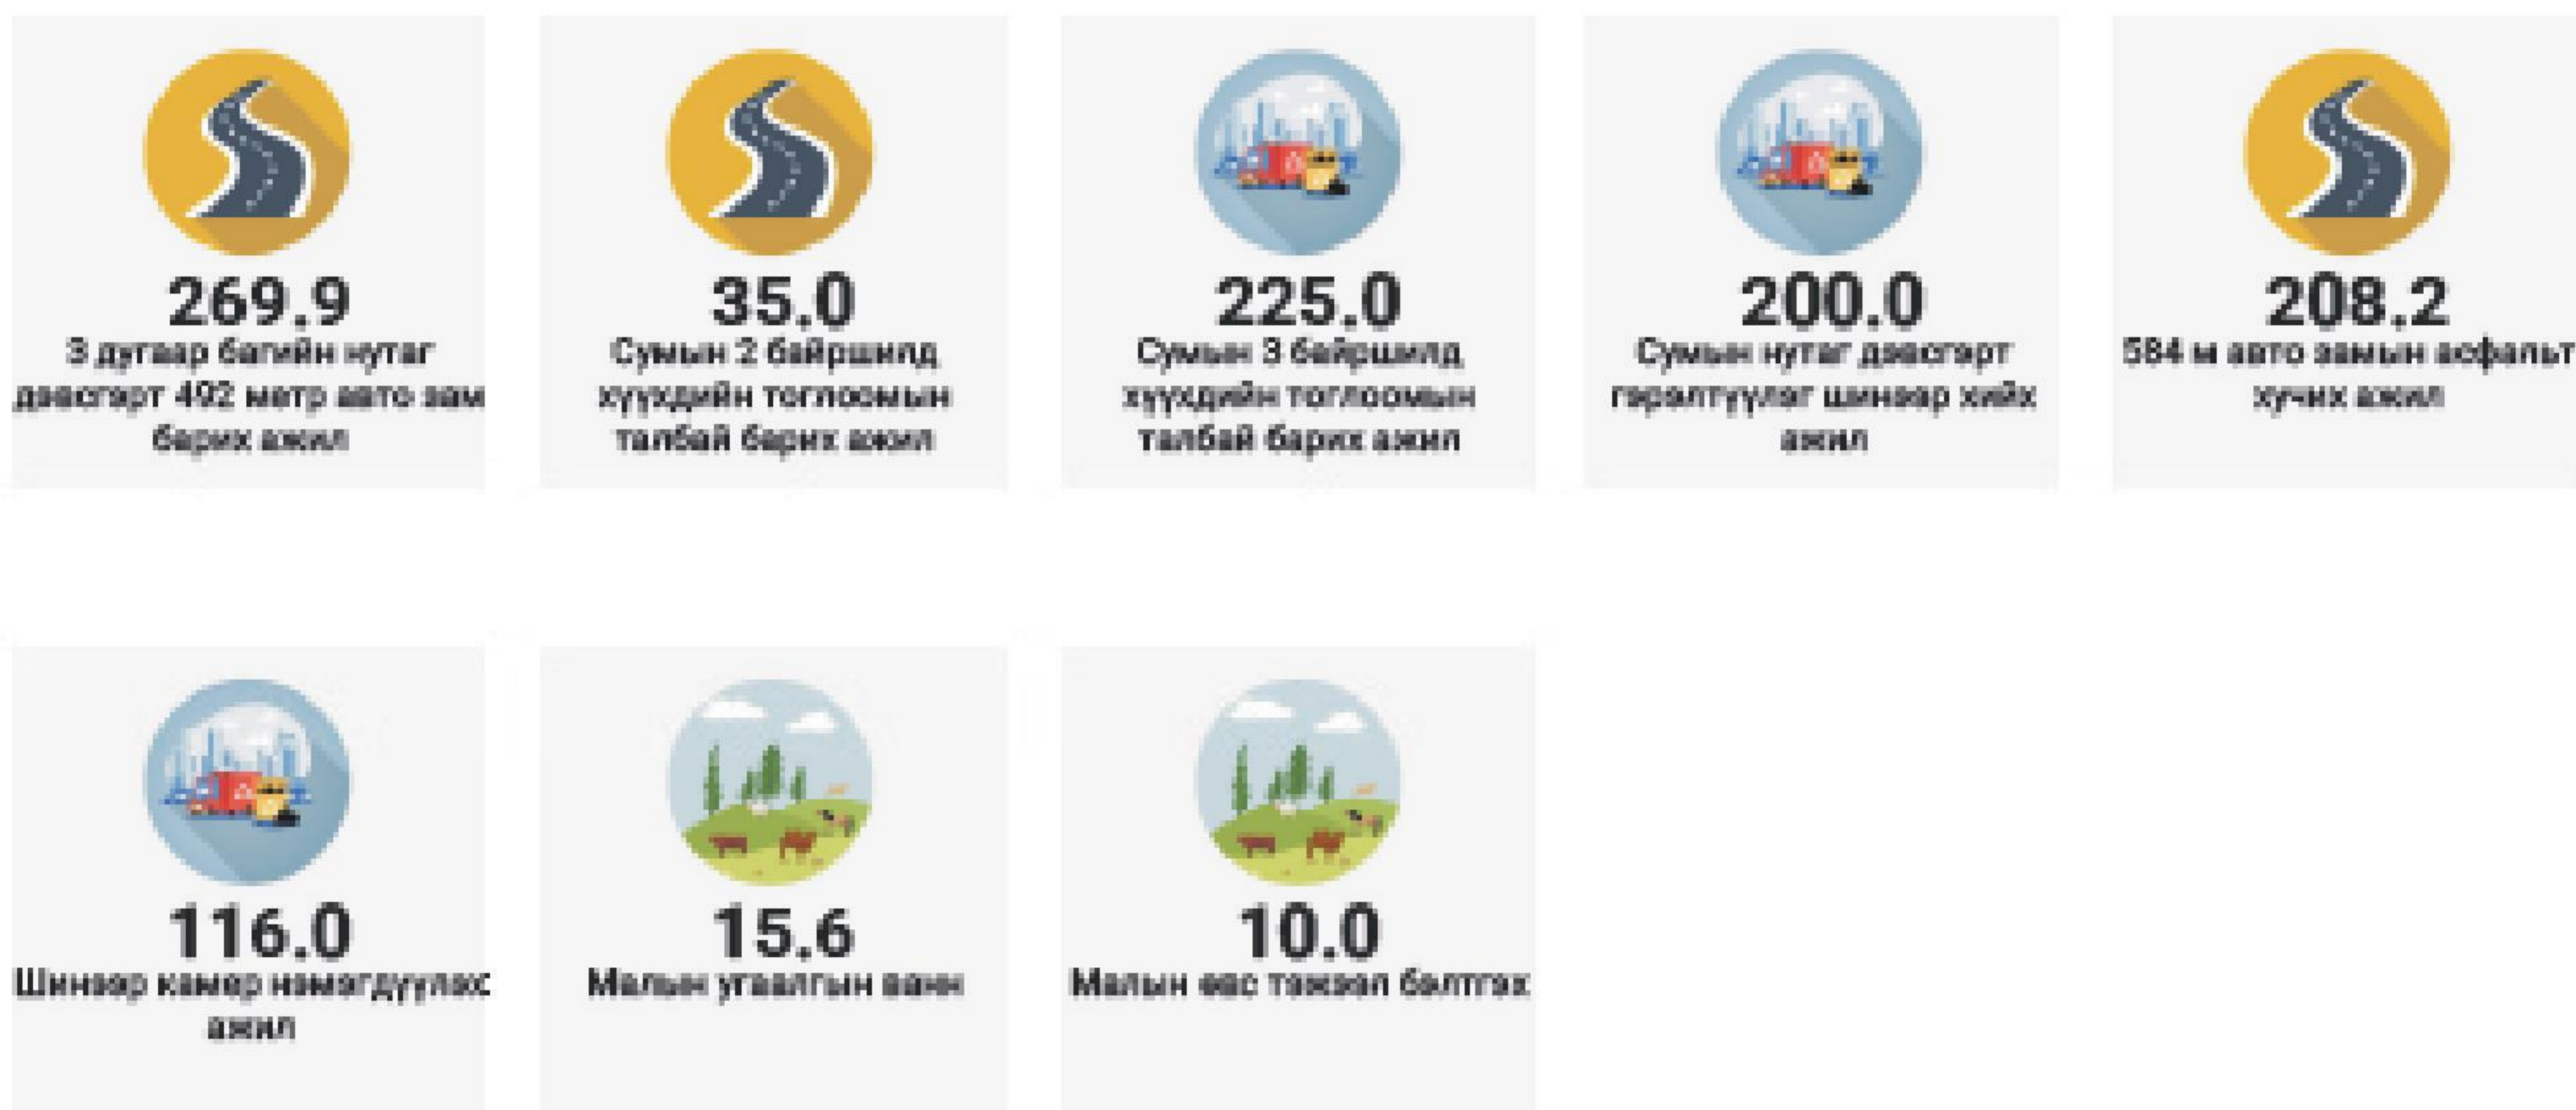 269.9
3 дугаар багийн нутаг
дэвсгэрт 492 метр авто зам
барих ажил
35.0
Сумын 2 байршилд
хүүхдийн тоглоомын
талбай барих ажил
225.0
Сумын 3 байршилд
хүүхдийн тоглоомын
талбай барих ажил
200.0
Сумын нутаг дэвсгэрт
гэрэлтүүлэг шинээр хийх
ажил
208.2
584 м авто замын асфальт
хучих ажил
116.0
Шинээр камер нэмэгдүүлэх
ажил
15.6
Малын угаалгын ванн
10.0
Малын өвс тэжээл бэлтгэх